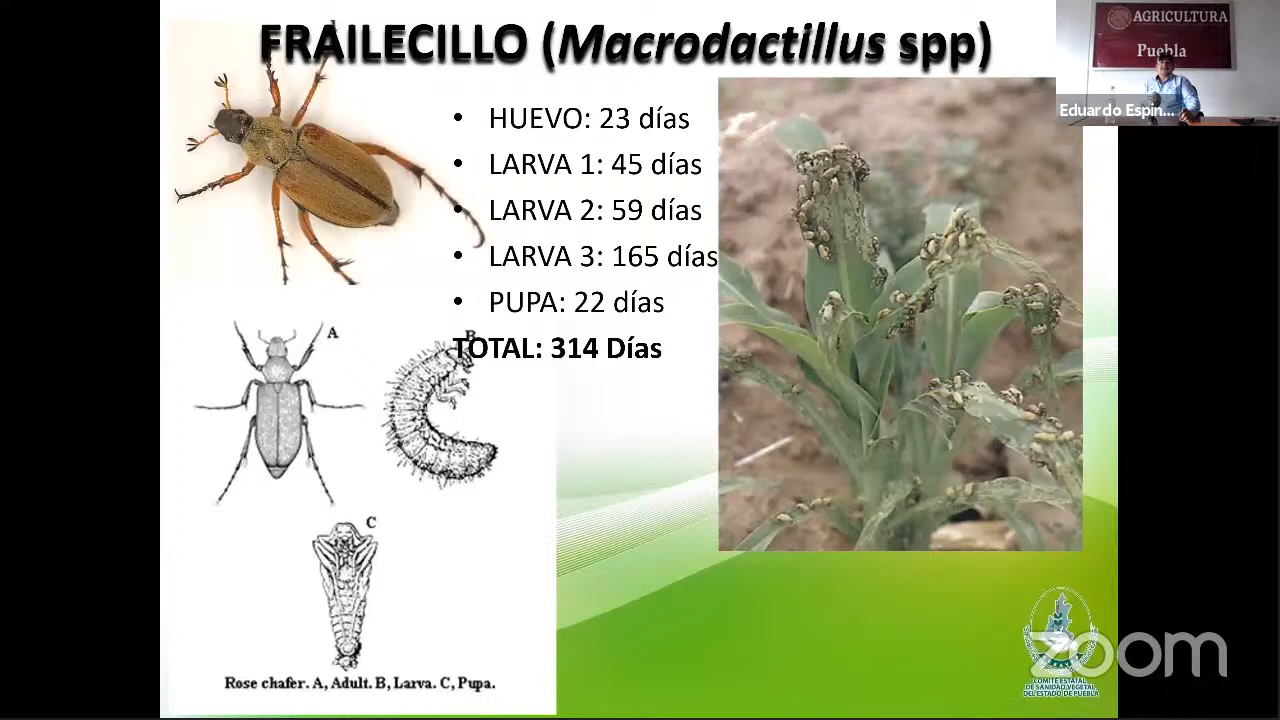 FRAILECILLO (Macrodactillus spp)
AGRICULTURA
Puebla
Eduardo Espin...
• HUEVO: 23 días
• LARVA 1: 45 días
• LARVA 2: 59 días
• LARVA 3: 165 días
• PUPA: 22 días
TOTAL: 314 Días
A
B
C
Rose chafer. A, Adult. B, Larva. C, Pupa.
zoom
COMITE ESTATAL
DE SANIDAD VEGETAL
DEL ESTADO DE PUEBLA